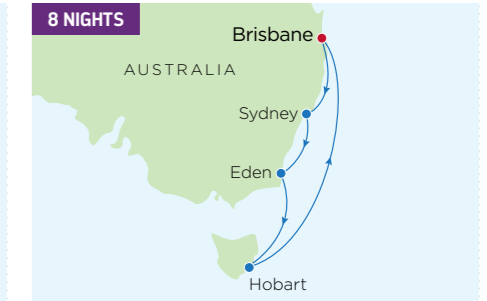 8 NIGHTS
Brisbane
AUSTRALIA
Sydney
Eden
Hobart